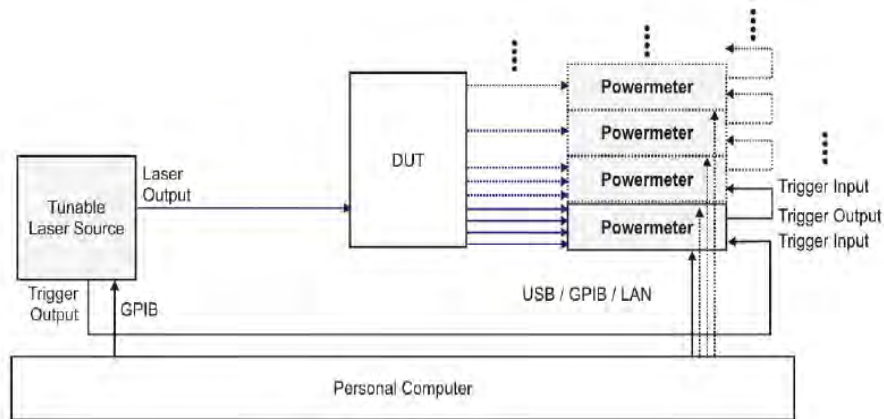 Powermeter
Powermeter
DUT
Laser
Output
Tunable
Laser Source
Powermeter
Trigger Input
Powermeter
Trigger Output
Trigger Input
Trigger
Output
GPIB
USB / GPIB / LAN
Personal Computer